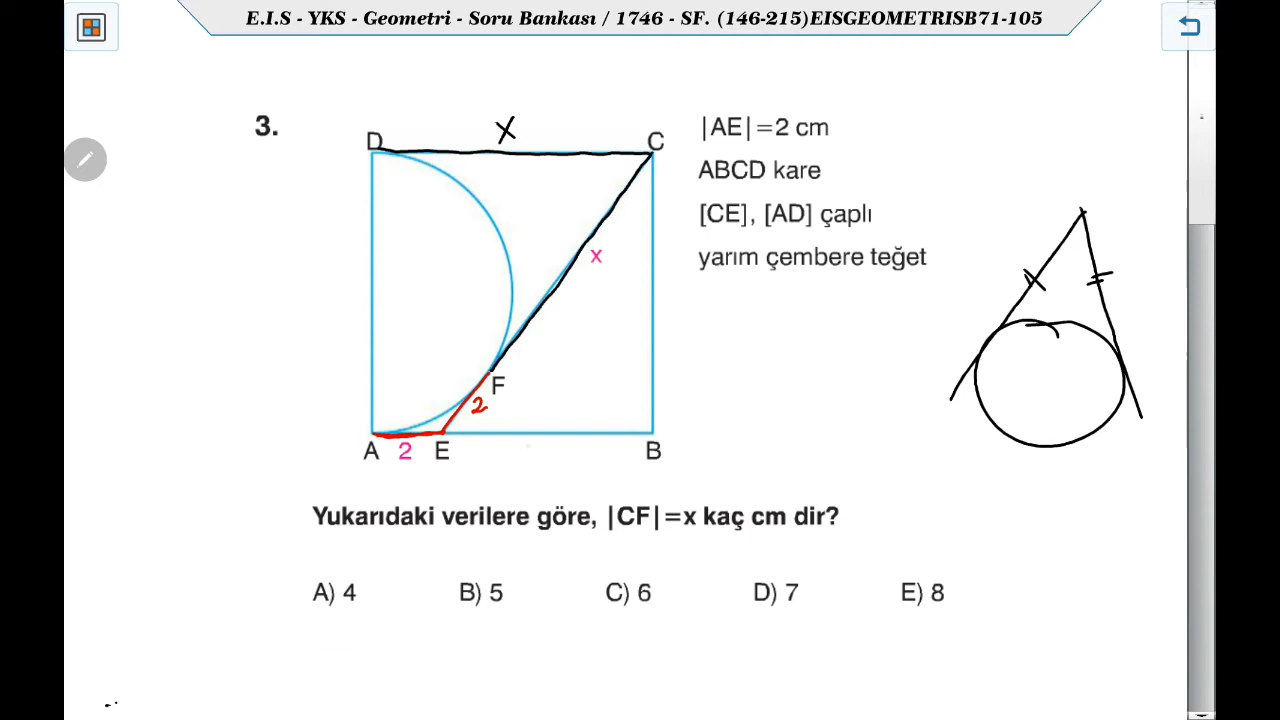 E.I.S - YKS - Geometri - Soru Bankası / 1746 - SF. (146-215)EISGEOMETRISB71-105
3.
X
D
C
|AE|=2 cm
ABCD kare
[CE], [AD] çaplı
yarım çembere teğet
x
F
2
A 2 E B
Yukarıdaki verilere göre, |CF|=x kaç cm dir?
A) 4 B) 5 C) 6 D) 7 E) 8